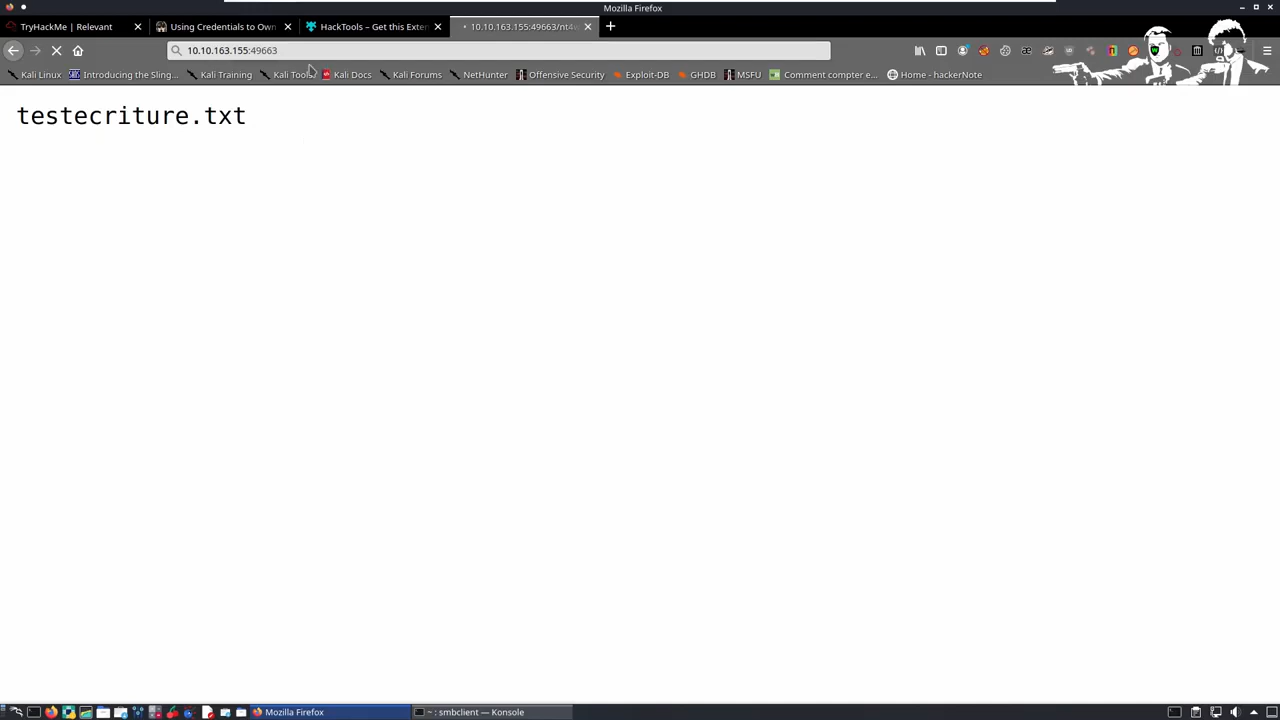 Mozilla Firefox
TryHackMe | Relevant
Using Credentials to Own
HackTools – Get this Exten
10.10.163.155:49663/nt4w
10.10.163.155:49663
Kali Linux
Introducing the Sling...
Kali Training
Kali Tools
Kali Docs
Kali Forums
NetHunter
Offensive Security
Exploit-DB
GHDB
MSFU
Comment compter e...
Home - hackerNote
testecriture.txt
Mozilla Firefox
~ : smbclient — Konsole